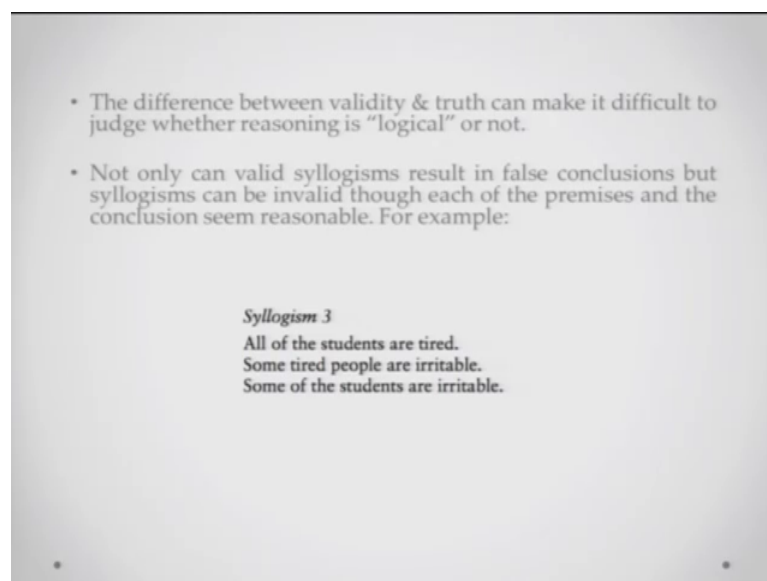 • The difference between validity & truth can make it difficult to
judge whether reasoning is "logical" or not.
• Not only can valid syllogisms result in false conclusions but
syllogisms can be invalid though each of the premises and the
conclusion seem reasonable. For example:
Syllogism 3
All of the students are tired.
Some tired people are irritable.
Some of the students are irritable.